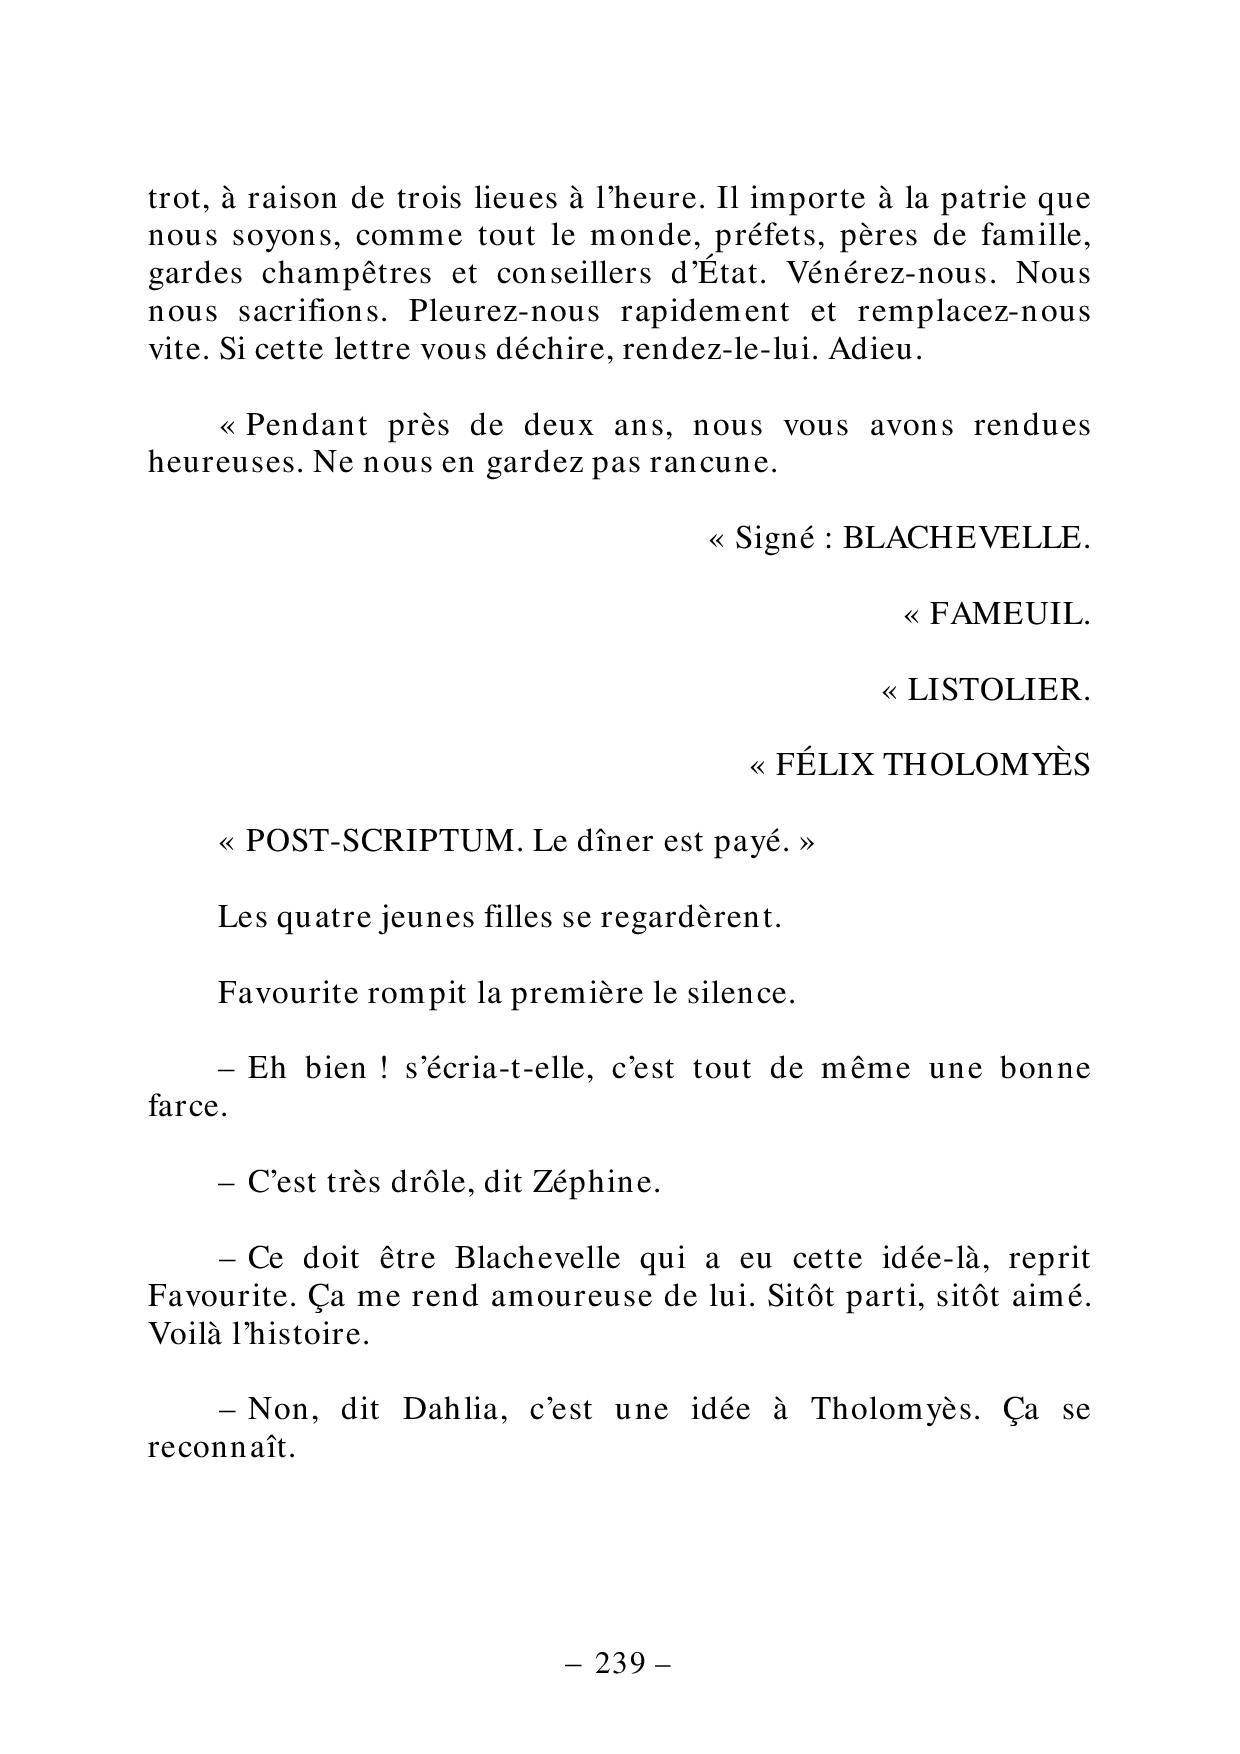 trot, à raison de trois lieues à l’heure. Il importe à la patrie que
nous soyons, comme tout le monde, préfets, pères de famille,
gardes champêtres et conseillers d’État. Vénérez-nous. Nous
nous sacrifions. Pleurez-nous rapidement et remplacez-nous
vite. Si cette lettre vous déchire, rendez-le-lui. Adieu.
« Pendant près de deux ans, nous vous avons rendues
heureuses. Ne nous en gardez pas rancune.
« Signé : BLACHEVELLE.
« FAMEUIL.
« LISTOLIER.
« FÉLIX THOLOMYÈS
« POST-SCRIPTUM. Le dîner est payé. »
Les quatre jeunes filles se regardèrent.
Favourite rompit la première le silence.
– Eh bien ! s’écria-t-elle, c’est tout de même une bonne
farce.
– C’est très drôle, dit Zéphine.
– Ce doit être Blachevelle qui a eu cette idée-là, reprit
Favourite. Ça me rend amoureuse de lui. Sitôt parti, sitôt aimé.
Voilà l’histoire.
– Non, dit Dahlia, c’est une idée à Tholomyès. Ça se
reconnaît.
– 239 –